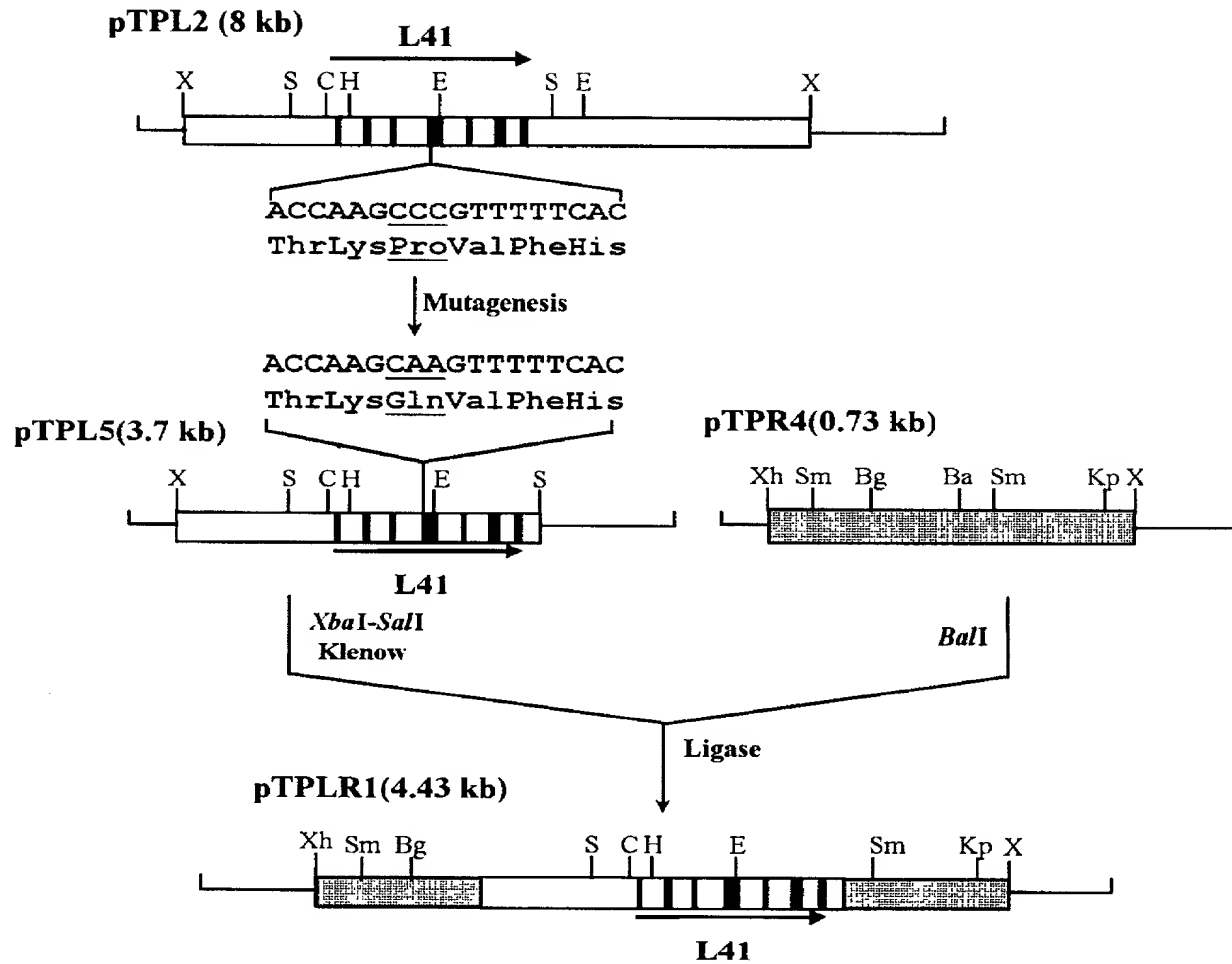 pTPL2 (8 kb)
L41
X S C H E S E X
ACCAAGCCCGTTTTTCAC
ThrLysProValPheHis
Mutagenesis
ACCAAGCAAGTTTTTCAC
ThrLysGlnValPheHis
pTPL5(3.7 kb)
pTPR4(0.73 kb)
X S C H E S
Xh Sm Bg Ba Sm Kp X
L41
XbaI-SalI
Klenow
BalI
Ligase
pTPLR1(4.43 kb)
Xh Sm Bg S C H E Sm Kp X
L41